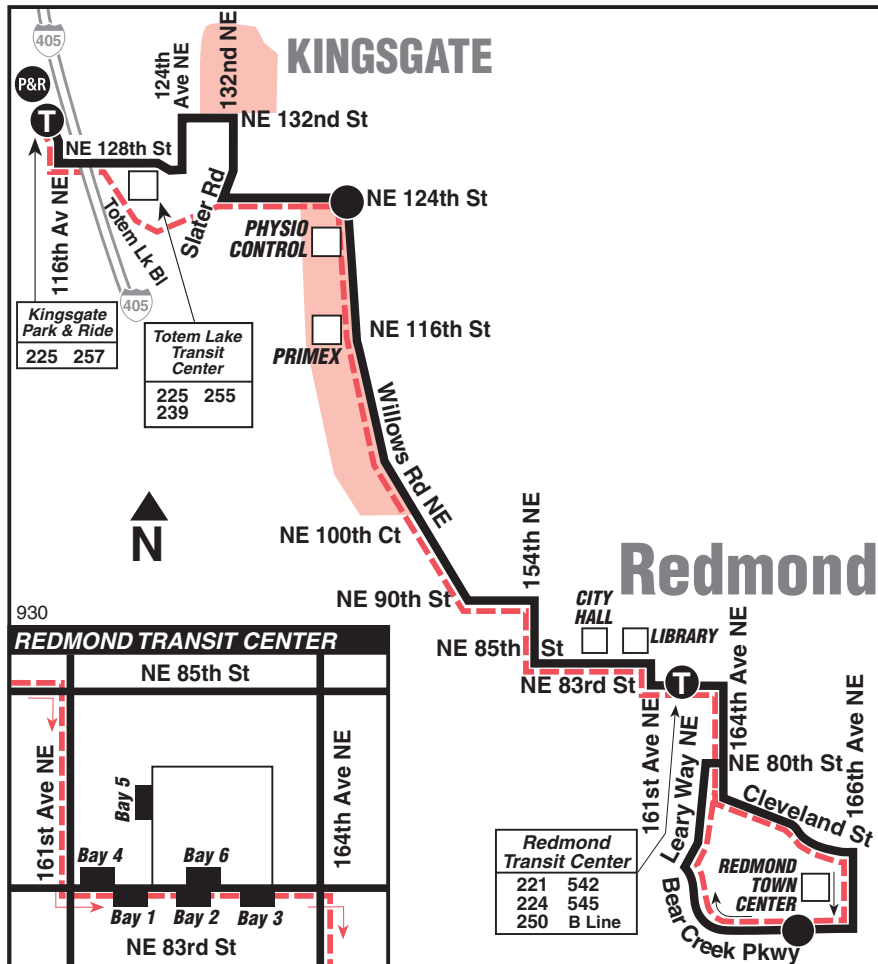 405
P&R
T
KINGSGATE
124th
Ave NE
132nd NE
NE 132nd St
NE 128th St
Slater Rd
NE 124th St
116th Av NE
Totem Lk Bl
405
PHYSIO
CONTROL
Kingsgate
Park & Ride
225 257
Totem Lake
Transit
Center
225 255
239
NE 116th St
PRIMEX
Willows Rd NE
N
NE 100th Ct
154th NE
Redmond
NE 90th St
CITY
HALL
LIBRARY
NE 85th St
NE 83rd St
T
164th Ave NE
166th Ave NE
161st Ave NE
Leary Way NE
NE 80th St
Cleveland St
REDMOND
TOWN
CENTER
Bear Creek Pkwy
Redmond
Transit Center
221 542
224 545
250 B Line
930
REDMOND TRANSIT CENTER
NE 85th St
161st Ave NE
Bay 5
164th Ave NE
Bay 4
Bay 6
Bay 1
Bay 2
Bay 3
NE 83rd St